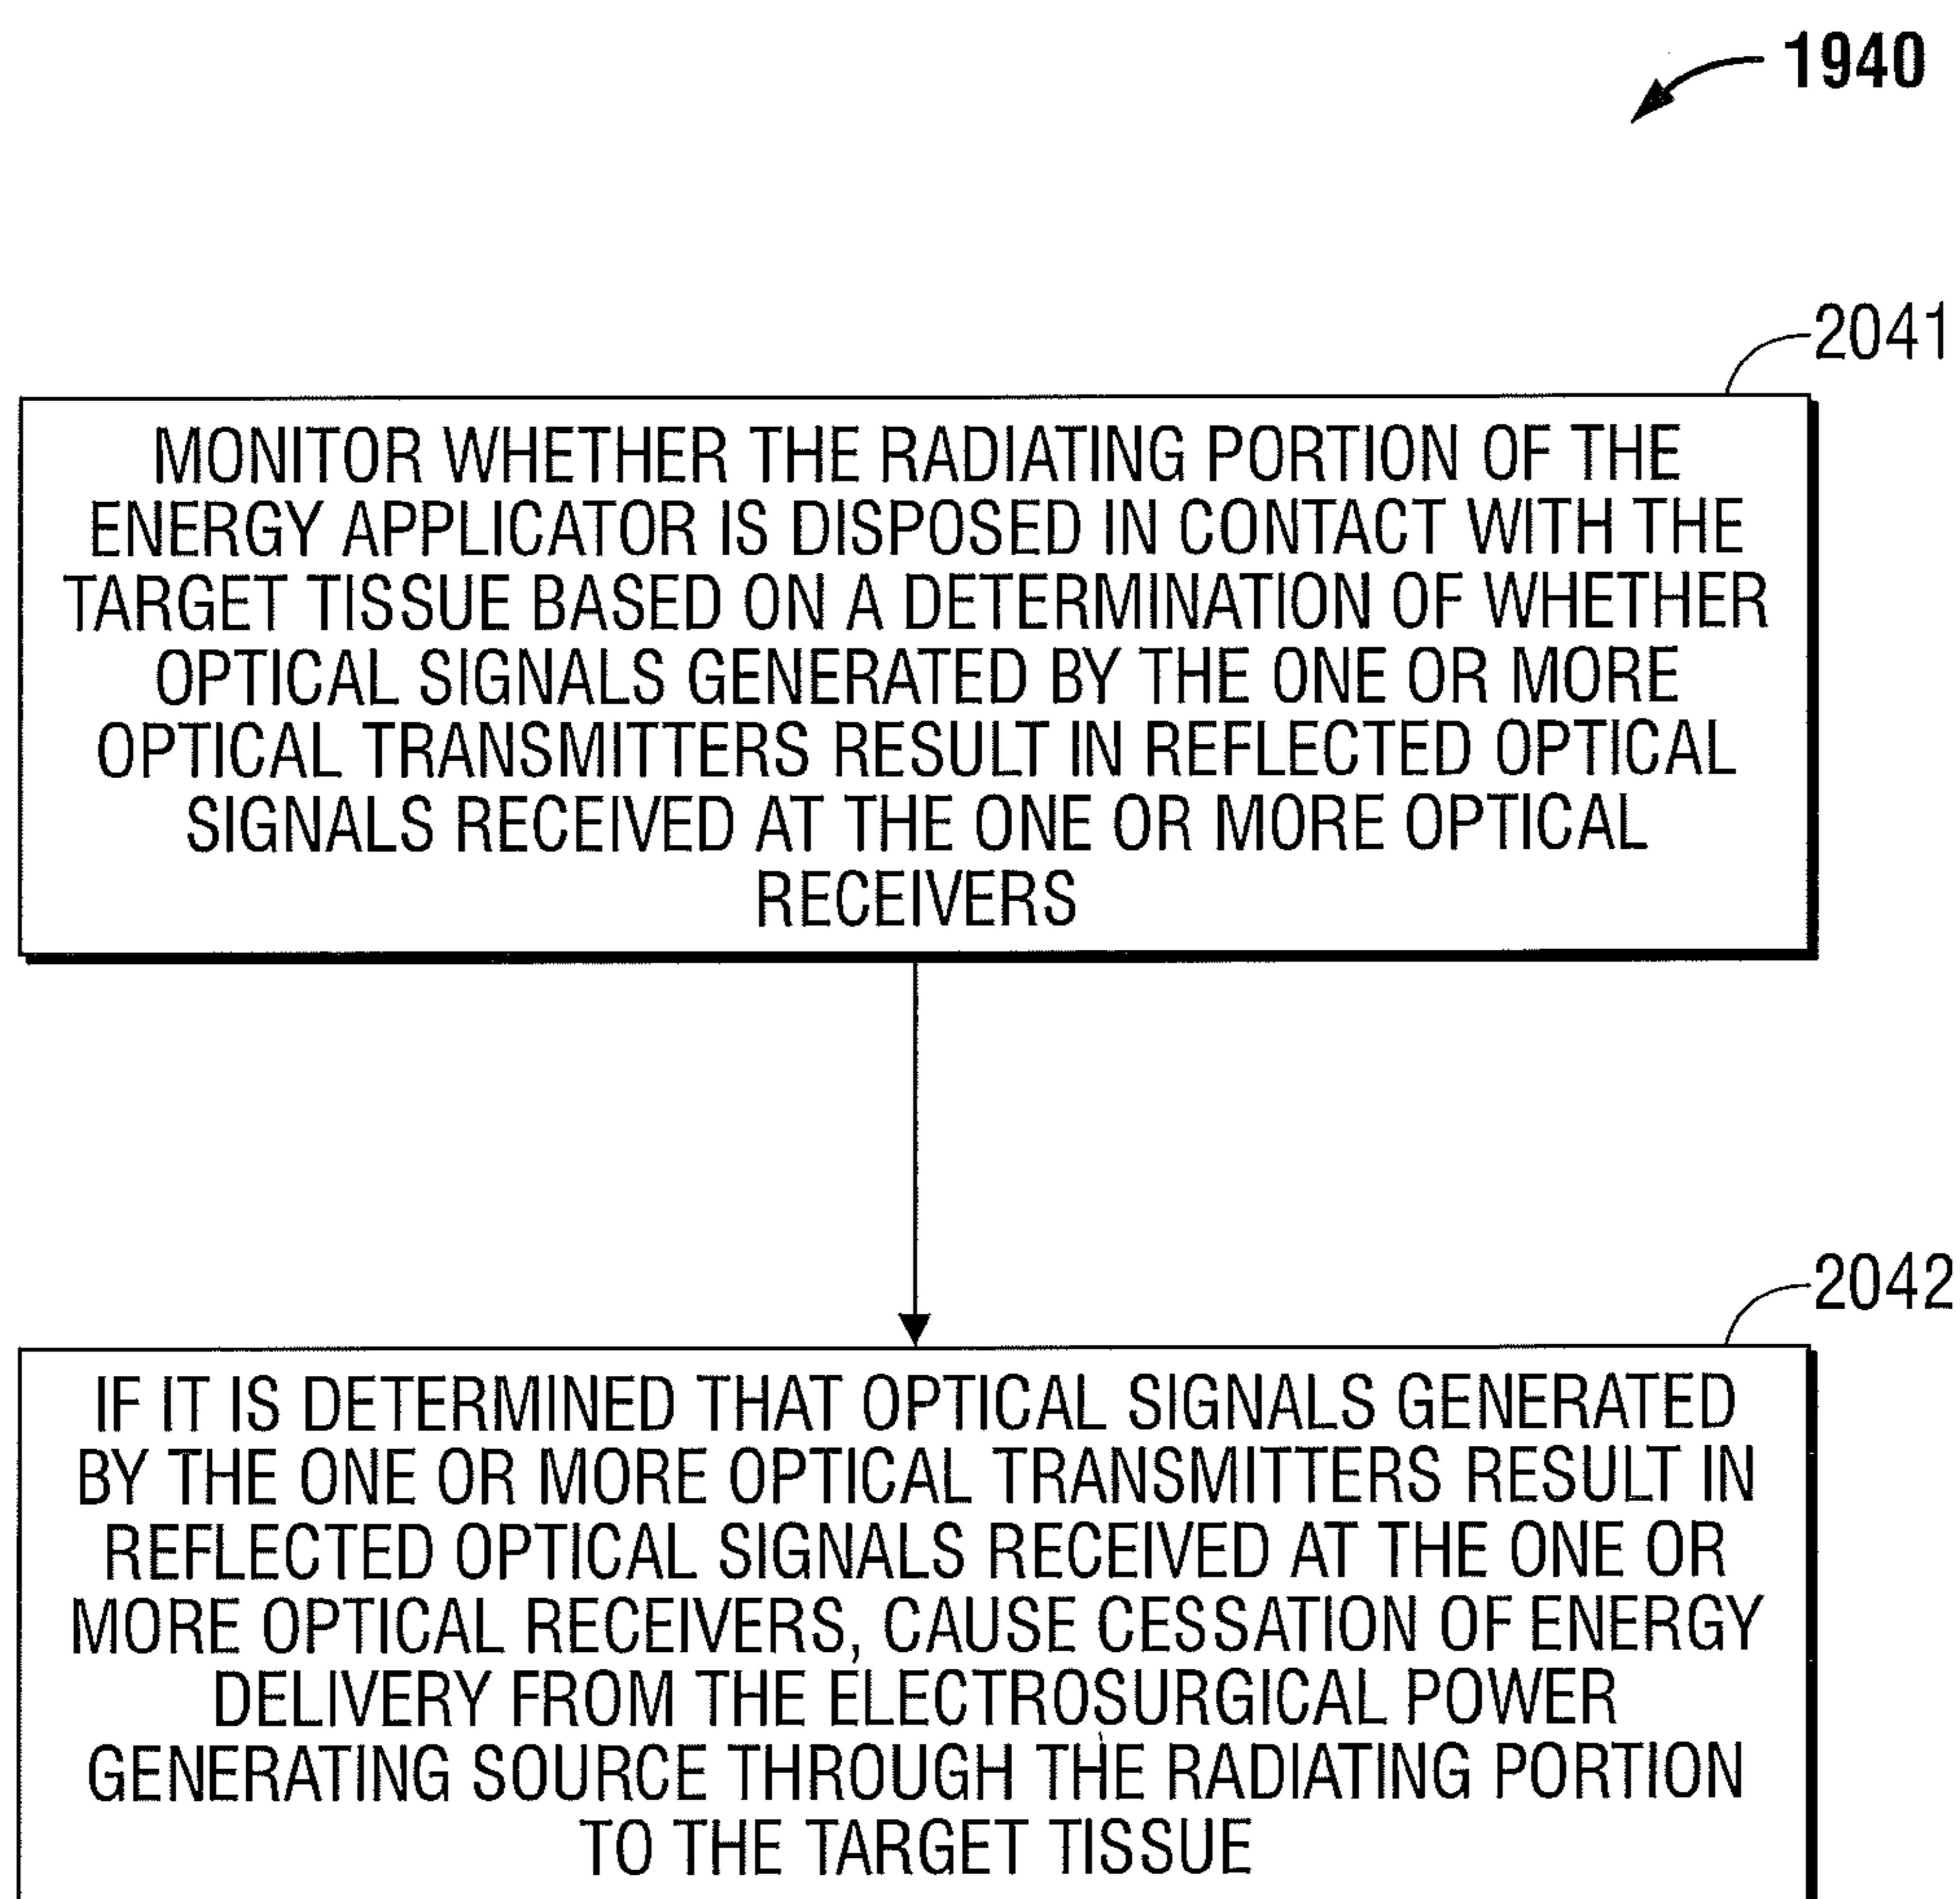 1940
2041
MONITOR WHETHER THE RADIATING PORTION OF THE
ENERGY APPLICATOR IS DISPOSED IN CONTACT WITH THE
TARGET TISSUE BASED ON A DETERMINATION OF WHETHER
OPTICAL SIGNALS GENERATED BY THE ONE OR MORE
OPTICAL TRANSMITTERS RESULT IN REFLECTED OPTICAL
SIGNALS RECEIVED AT THE ONE OR MORE OPTICAL
RECEIVERS
2042
IF IT IS DETERMINED THAT OPTICAL SIGNALS GENERATED
BY THE ONE OR MORE OPTICAL TRANSMITTERS RESULT IN
REFLECTED OPTICAL SIGNALS RECEIVED AT THE ONE OR
MORE OPTICAL RECEIVERS, CAUSE CESSATION OF ENERGY
DELIVERY FROM THE ELECTROSURGICAL POWER
GENERATING SOURCE THROUGH THE RADIATING PORTION
TO THE TARGET TISSUE